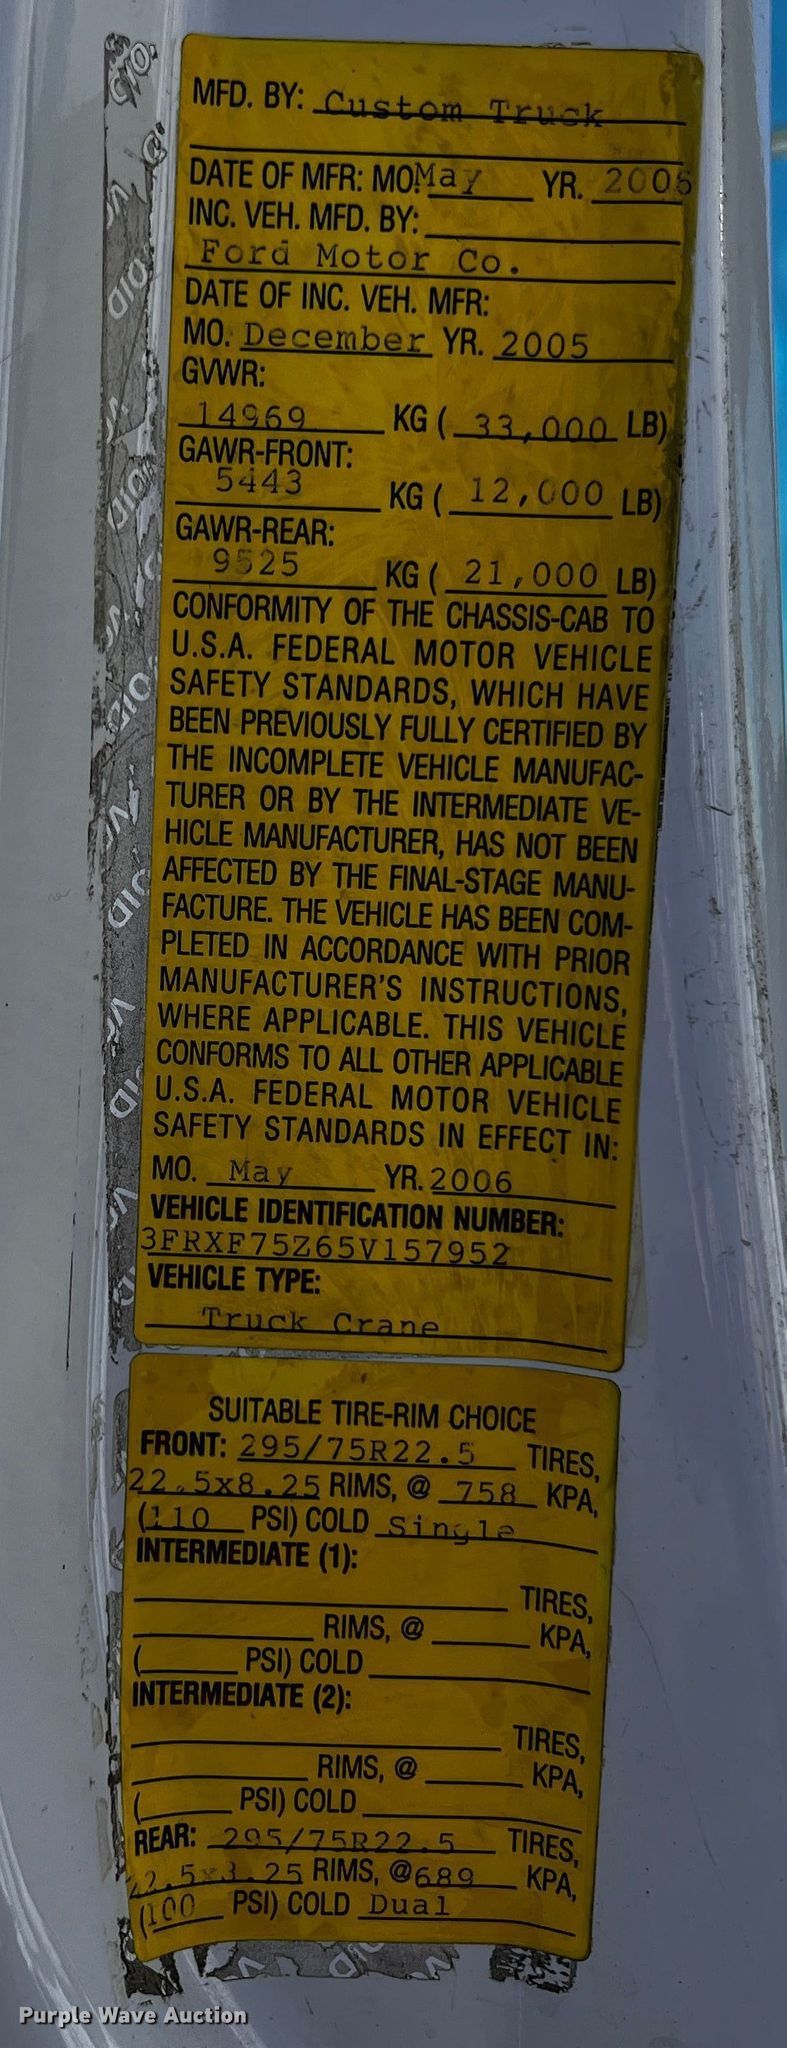 MFD. BY: Custom Truck
DATE OF MFR: MO. May YR. 2006
INC. VEH. MFD. BY:
Ford Motor Co.
DATE OF INC. VEH. MFR:
MO. December YR. 2005
GVWR:
14969 KG ( 33,000 LB)
GAWR-FRONT:
5443 KG ( 12,000 LB)
GAWR-REAR:
9525 KG ( 21,000 LB)
CONFORMITY OF THE CHASSIS-CAB TO
U.S.A. FEDERAL MOTOR VEHICLE
SAFETY STANDARDS, WHICH HAVE
BEEN PREVIOUSLY FULLY CERTIFIED BY
THE INCOMPLETE VEHICLE MANUFAC-
TURER OR BY THE INTERMEDIATE VE-
HICLE MANUFACTURER, HAS NOT BEEN
AFFECTED BY THE FINAL-STAGE MANU-
FACTURE. THE VEHICLE HAS BEEN COM-
PLETED IN ACCORDANCE WITH PRIOR
MANUFACTURER'S INSTRUCTIONS,
WHERE APPLICABLE. THIS VEHICLE
CONFORMS TO ALL OTHER APPLICABLE
U.S.A. FEDERAL MOTOR VEHICLE
SAFETY STANDARDS IN EFFECT IN:
MO. May YR. 2006
VEHICLE IDENTIFICATION NUMBER:
3FRXF75Z65V157952
VEHICLE TYPE:
Truck Crane
SUITABLE TIRE-RIM CHOICE
FRONT: 295/75R22.5 TIRES,
22.5x8.25 RIMS, @ 758 KPA,
(110 PSI) COLD Single
INTERMEDIATE (1):
TIRES,
RIMS, @ KPA,
( PSI) COLD
INTERMEDIATE (2):
TIRES,
RIMS, @ KPA,
( PSI) COLD
REAR: 295/75R22.5 TIRES,
22.5x8.25 RIMS, @ 689 KPA,
(100 PSI) COLD Dual
Purple Wave Auction